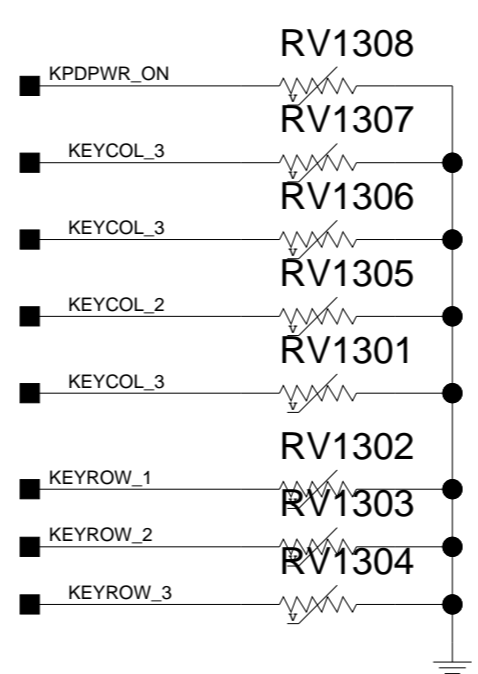 RV1308
KPDPWR_ON
RV1307
KEYCOL_3
RV1306
KEYCOL_3
RV1305
KEYCOL_2
RV1301
KEYCOL_3
RV1302
KEYROW_1
RV1303
KEYROW_2
RV1304
KEYROW_3